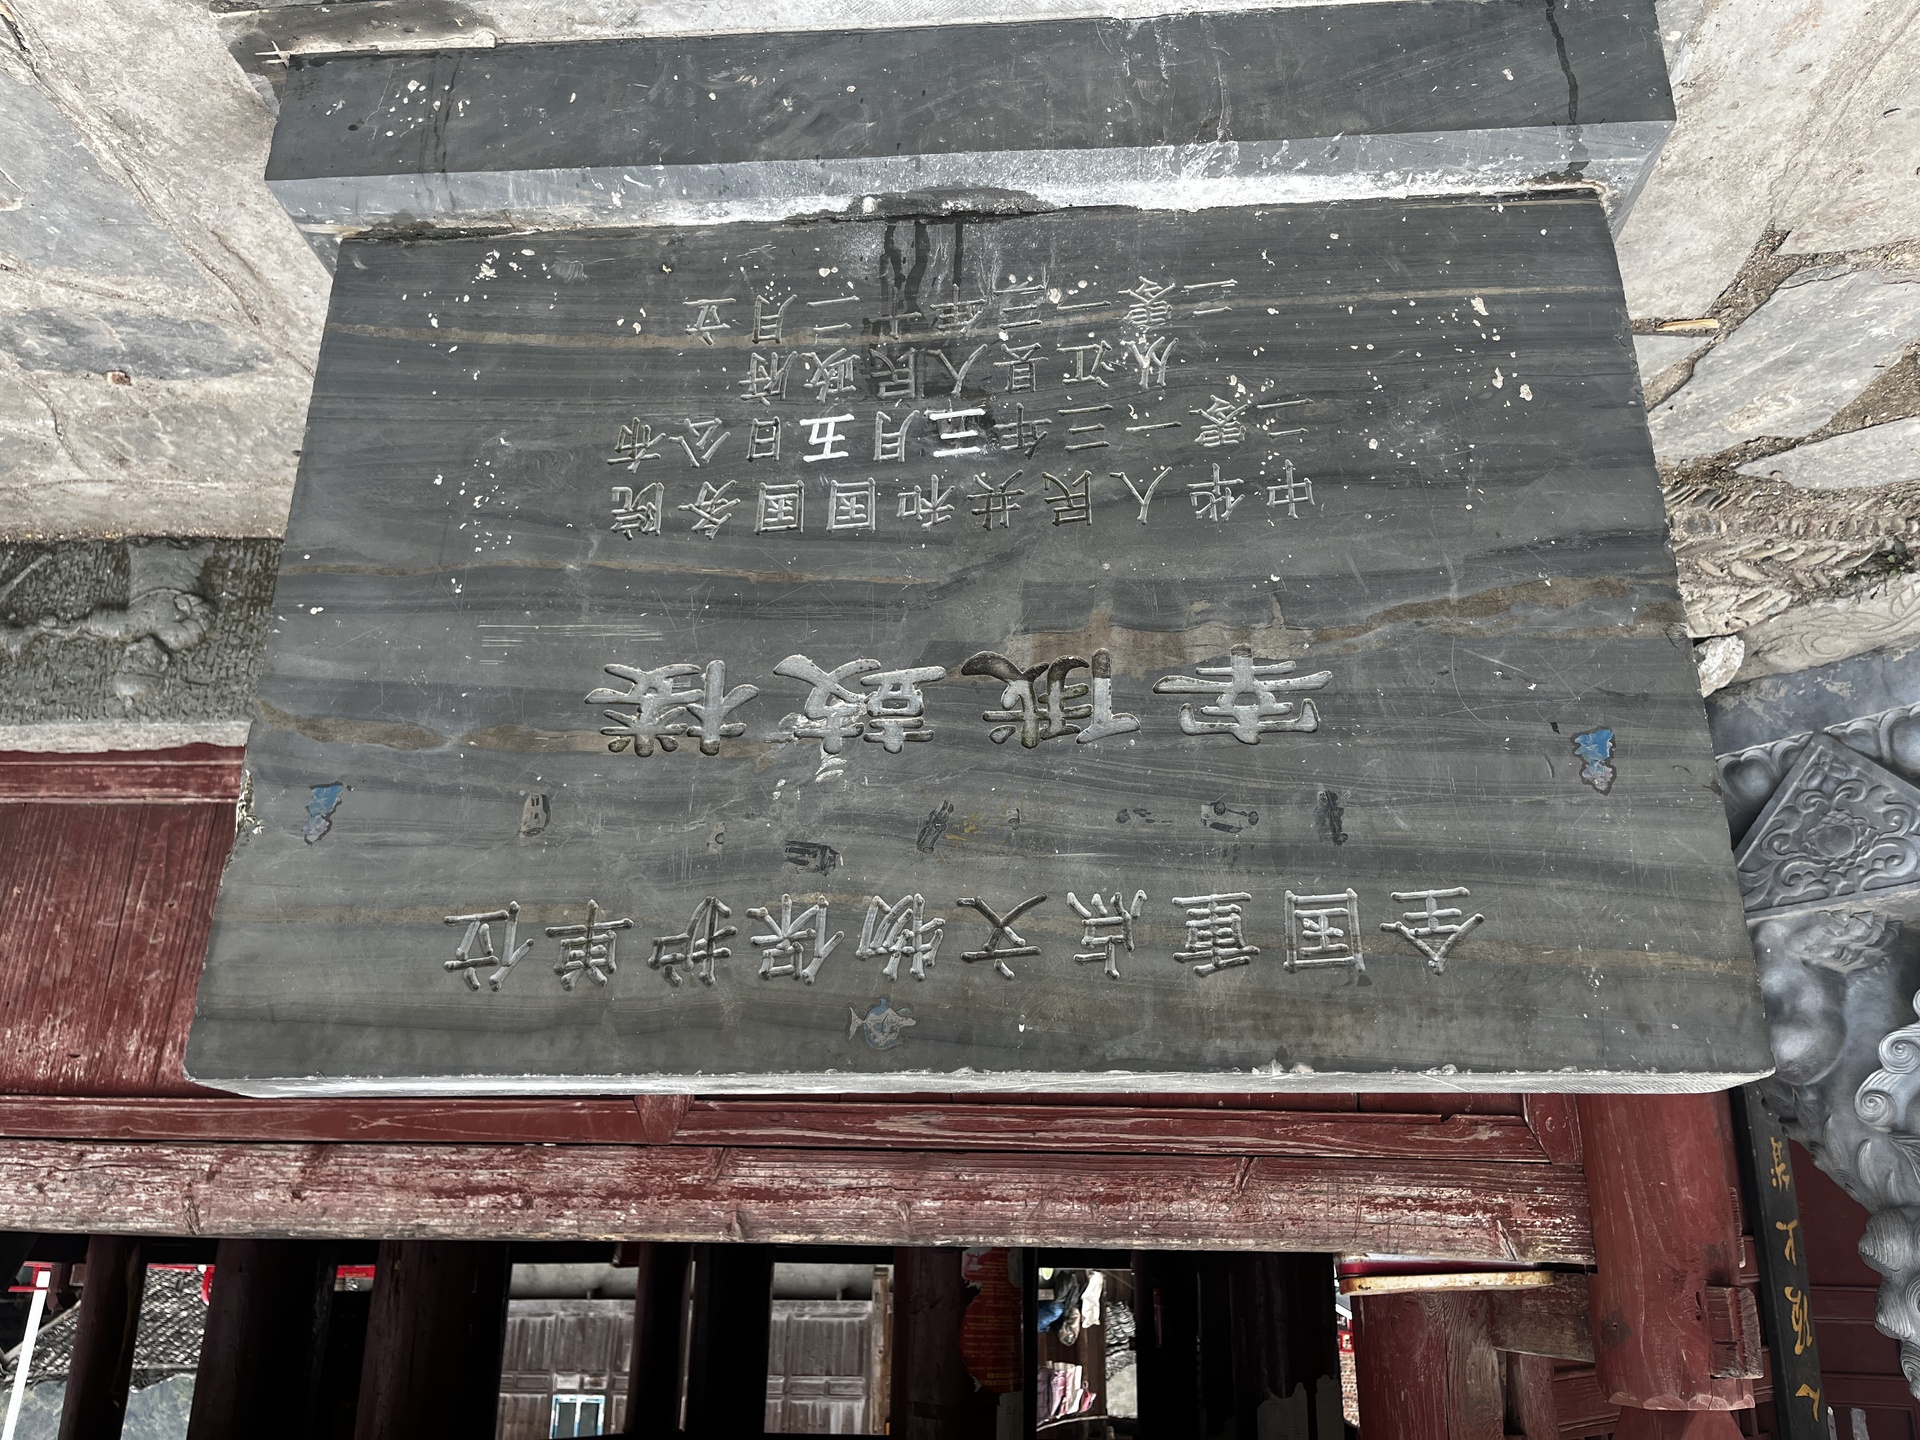 全国重点文物保护单位
宰俄鼓楼
中华人民共和国国务院
二零一三年三月五日公布
从江县人民政府
二零一三年十二月立